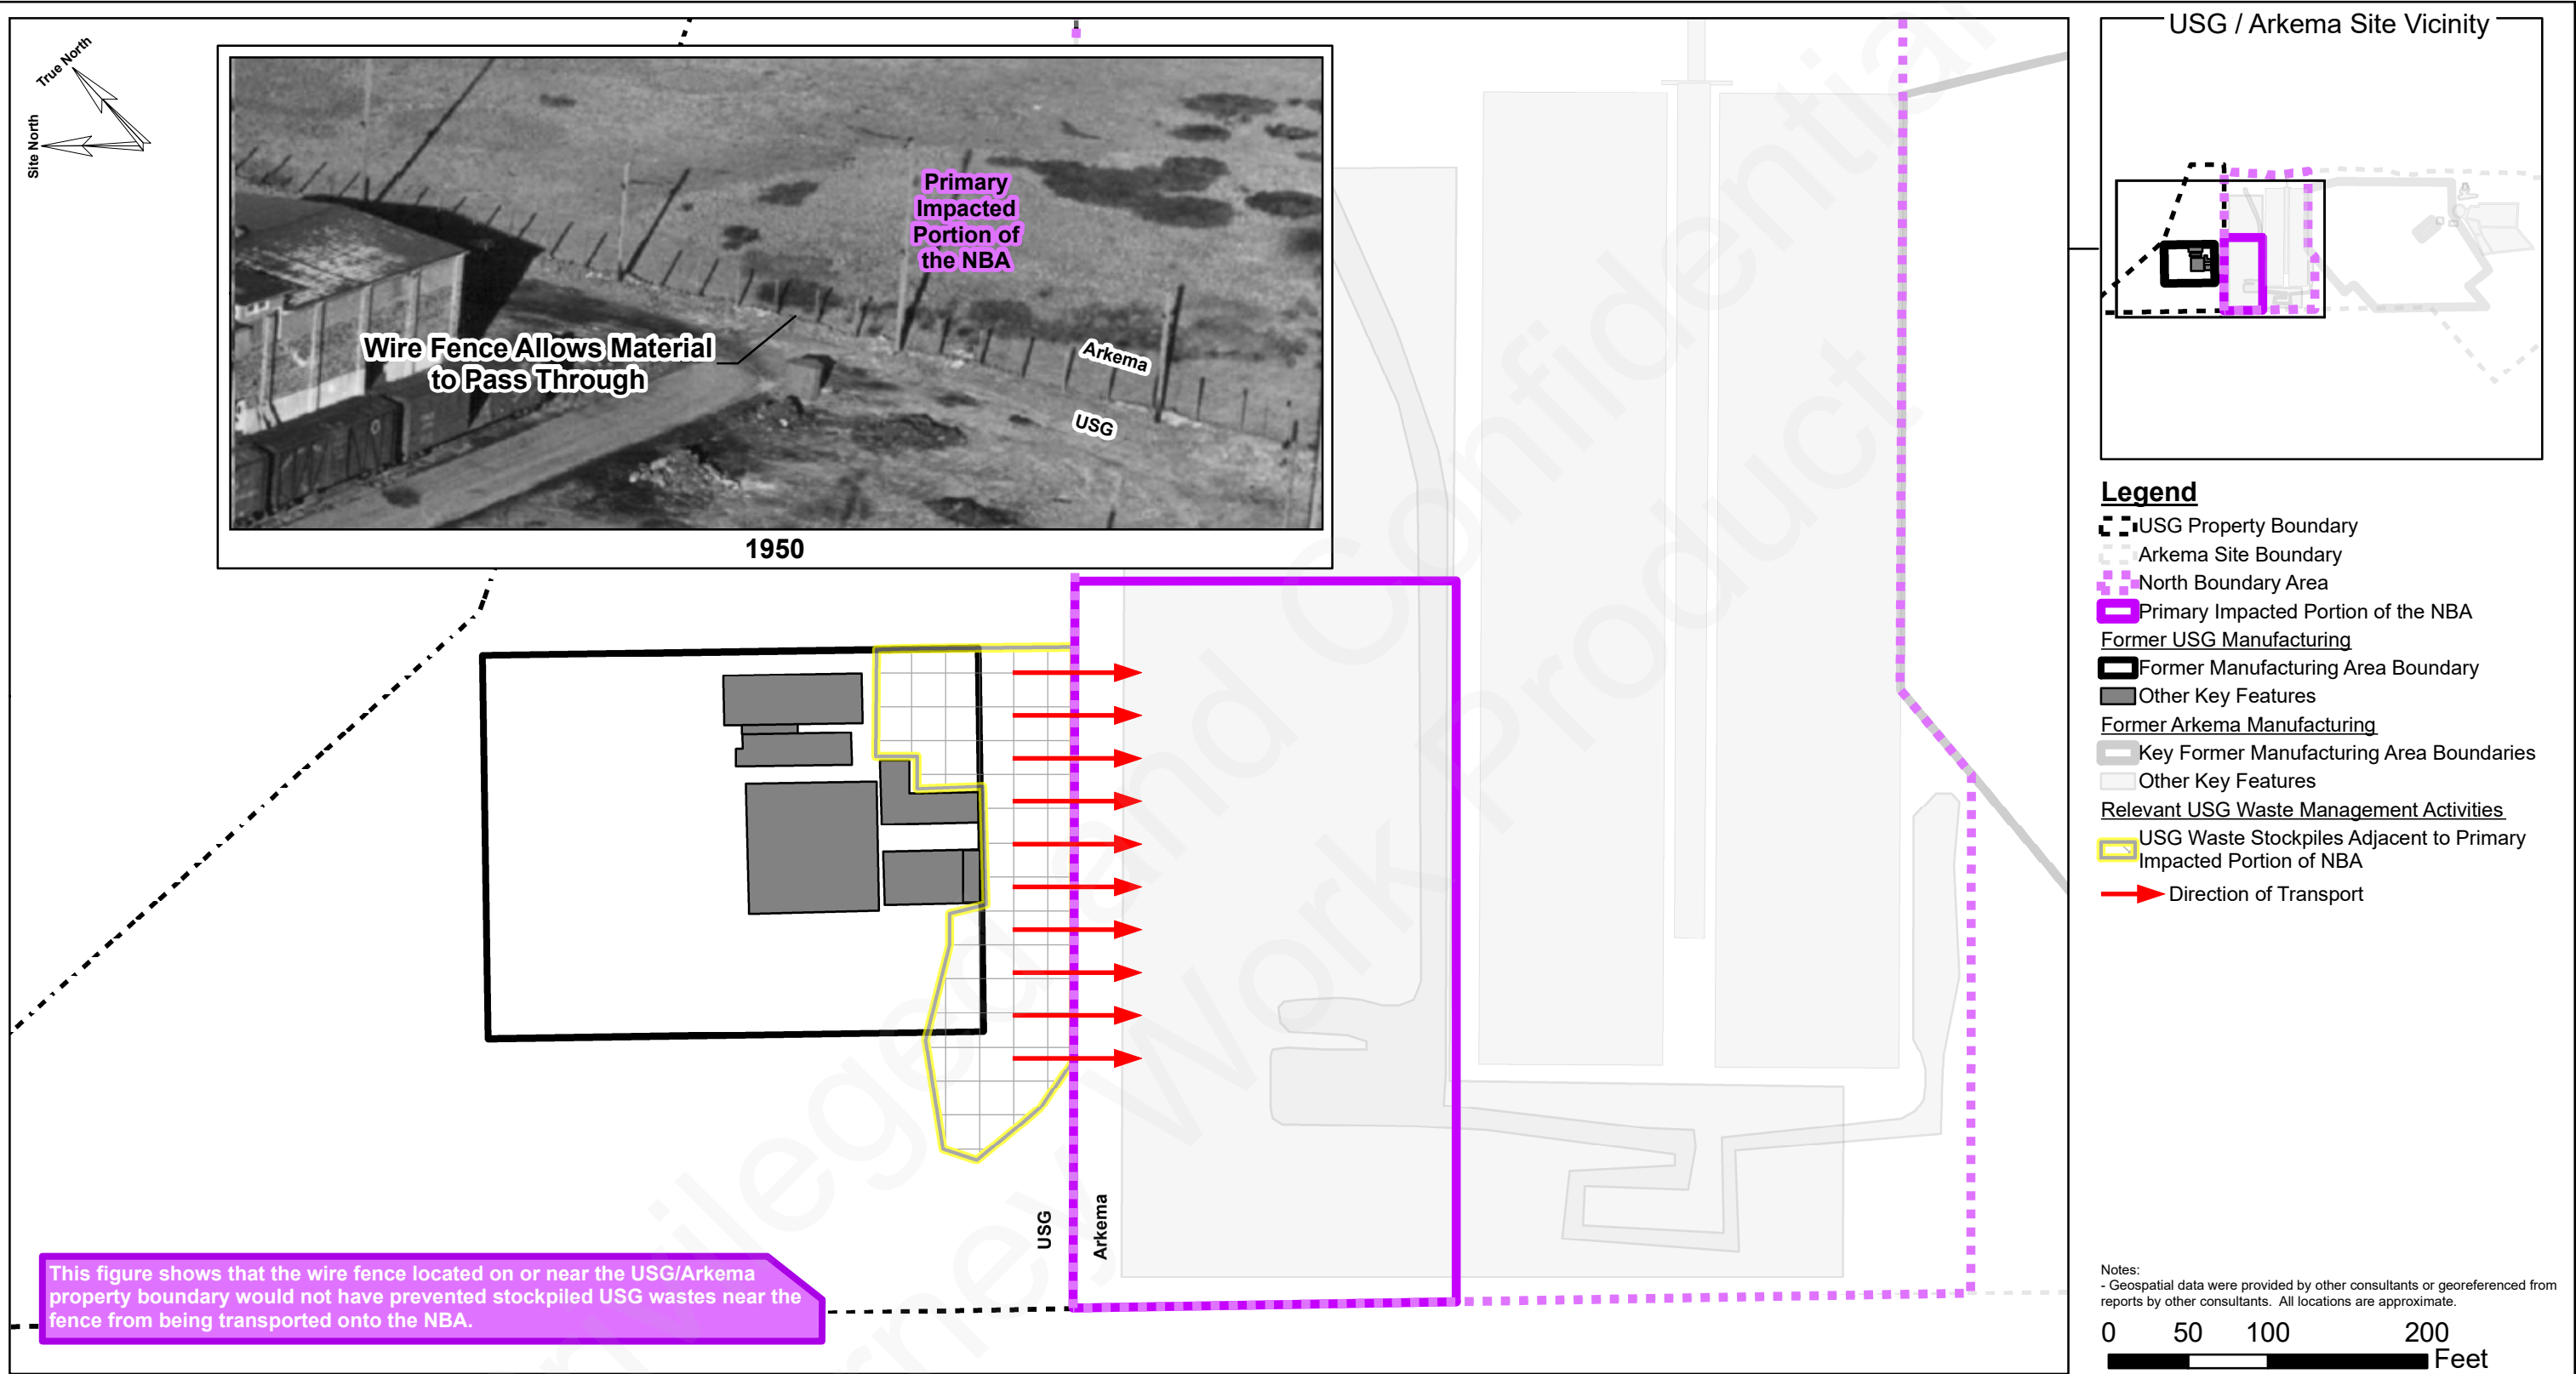 True North
Site North
Primary
Impacted
Portion of
the NBA
Wire Fence Allows Material
to Pass Through
Arkema
USG
1950
USG
Arkema
This figure shows that the wire fence located on or near the USG/Arkema
property boundary would not have prevented stockpiled USG wastes near the
fence from being transported onto the NBA.
USG / Arkema Site Vicinity
Legend
USG Property Boundary
Arkema Site Boundary
North Boundary Area
Primary Impacted Portion of the NBA
Former USG Manufacturing
Former Manufacturing Area Boundary
Other Key Features
Former Arkema Manufacturing
Key Former Manufacturing Area Boundaries
Other Key Features
Relevant USG Waste Management Activities
USG Waste Stockpiles Adjacent to Primary
Impacted Portion of NBA
Direction of Transport
Notes:
- Geospatial data were provided by other consultants or georeferenced from
reports by other consultants.  All locations are approximate.
0 50 100 200
Feet
and Confidential
Work Product